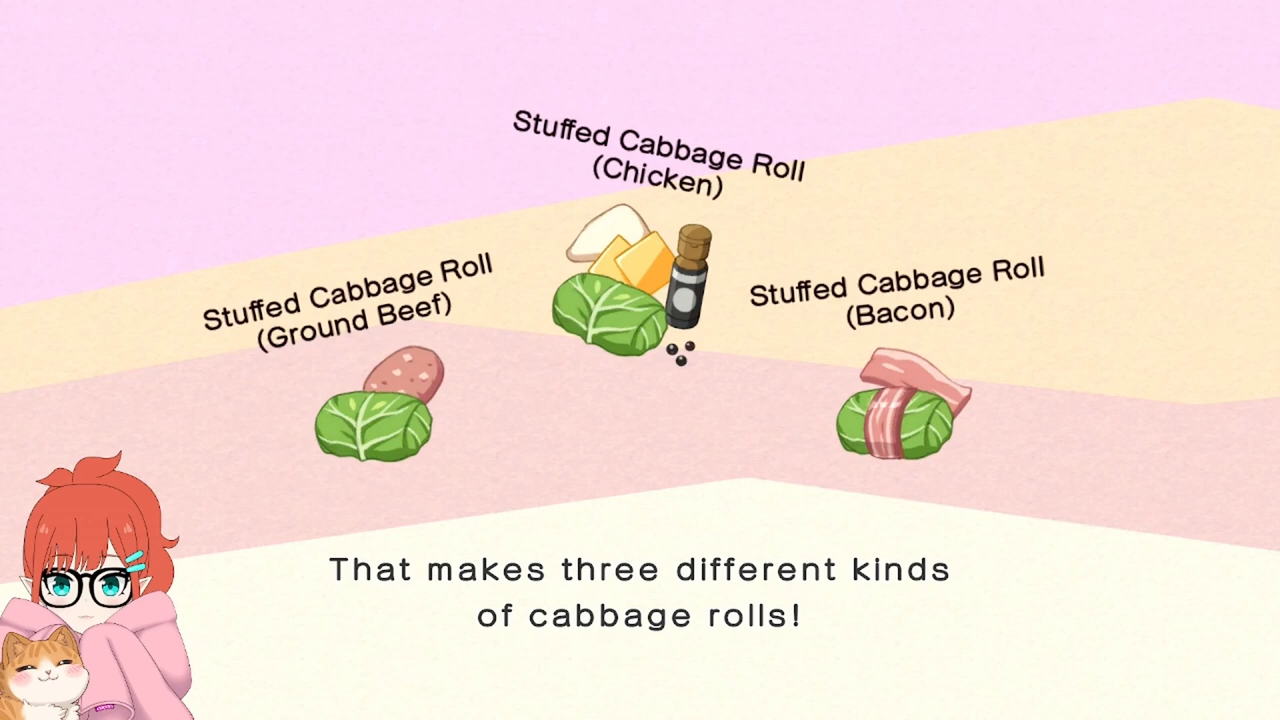 Stuffed Cabbage Roll
(Chicken)
Stuffed Cabbage Roll
(Ground Beef)
Stuffed Cabbage Roll
(Bacon)
That makes three different kinds
of cabbage rolls!